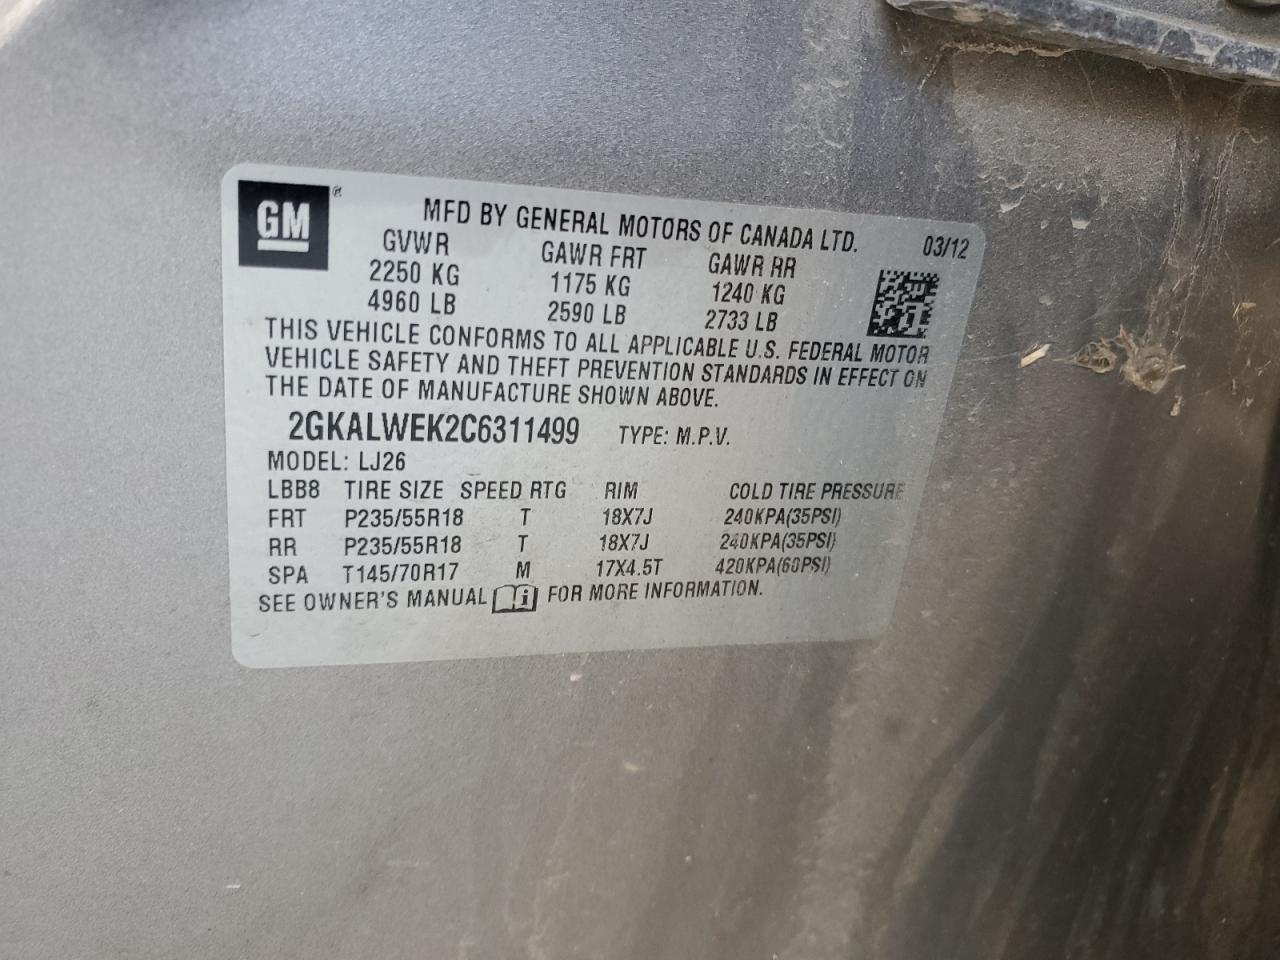 GM®
MFD BY GENERAL MOTORS OF CANADA LTD. 03/12
GVWR GAWR FRT GAWR RR
2250 KG 1175 KG 1240 KG
4960 LB 2590 LB 2733 LB
THIS VEHICLE CONFORMS TO ALL APPLICABLE U.S. FEDERAL MOTOR
VEHICLE SAFETY AND THEFT PREVENTION STANDARDS IN EFFECT ON
THE DATE OF MANUFACTURE SHOWN ABOVE.
2GKALWEK2C6311499 TYPE: M.P.V.
MODEL: LJ26
LBB8 TIRE SIZE SPEED RTG RIM COLD TIRE PRESSURE
FRT P235/55R18 T 18X7J 240KPA(35PSI)
RR P235/55R18 T 18X7J 240KPA(35PSI)
SPA T145/70R17 M 17X4.5T 420KPA(60PSI)
SEE OWNER'S MANUAL i FOR MORE INFORMATION.